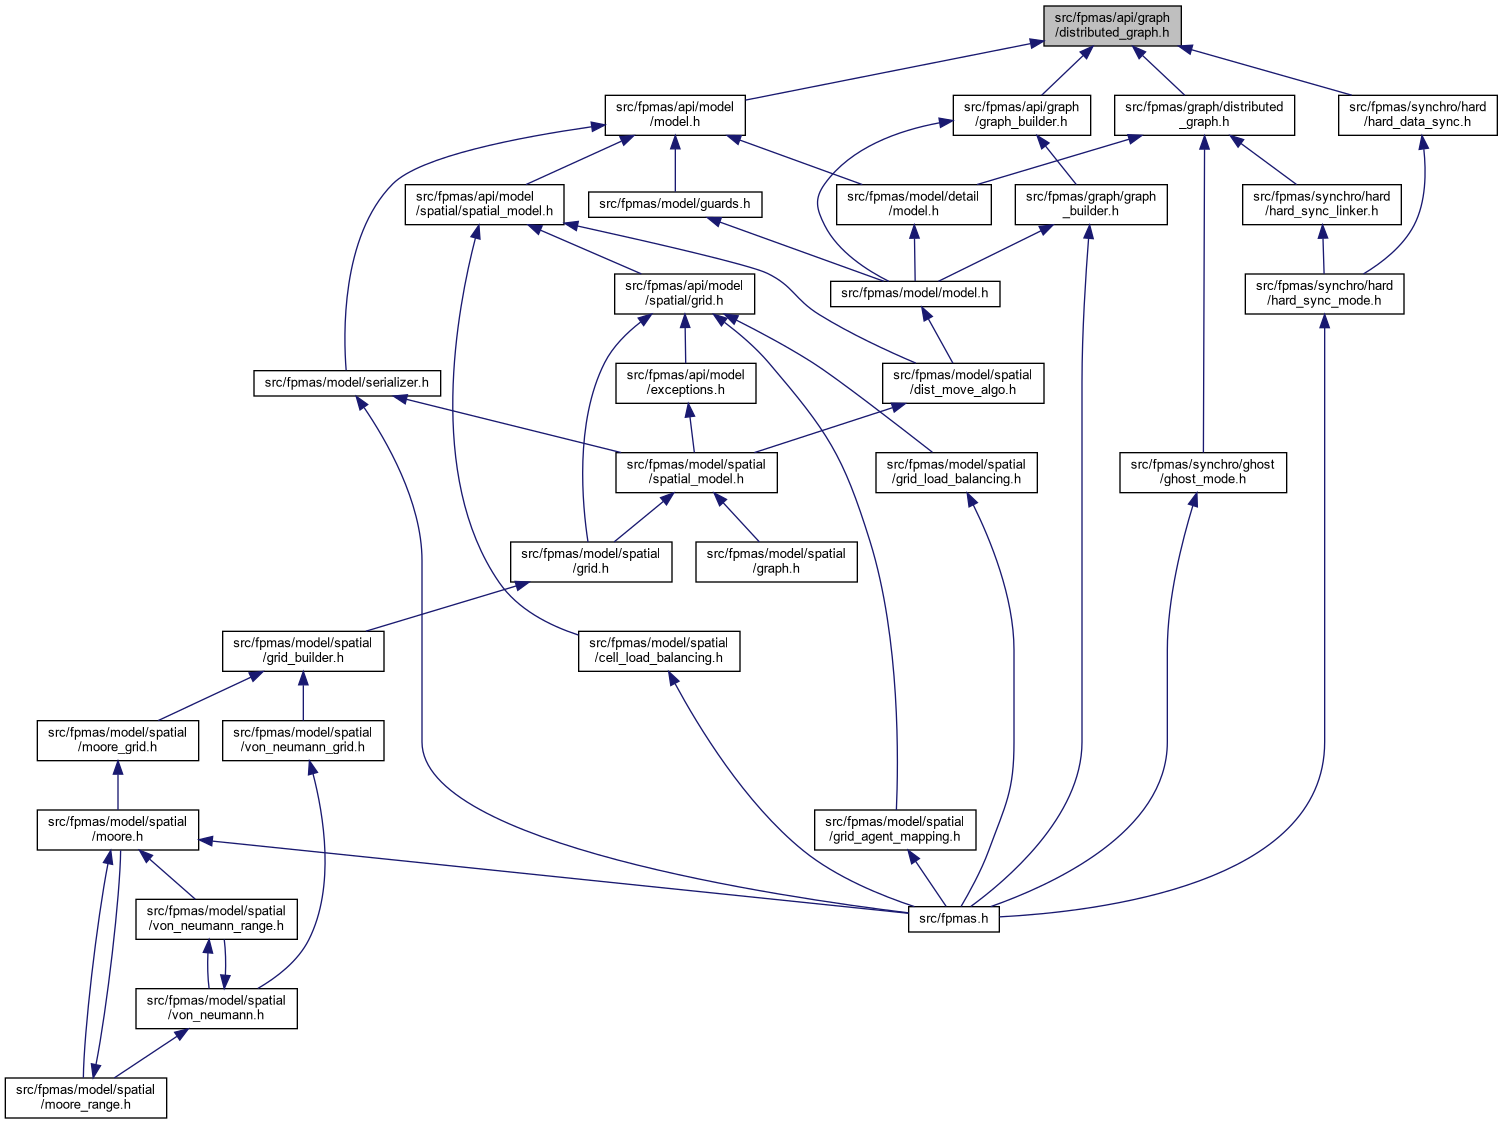 src/fpmas/api/graph
/distributed_graph.h
src/fpmas/api/model
/model.h
src/fpmas/api/graph
/graph_builder.h
src/fpmas/graph/distributed
_graph.h
src/fpmas/synchro/hard
/hard_data_sync.h
src/fpmas/api/model
/spatial/spatial_model.h
src/fpmas/model/guards.h
src/fpmas/model/detail
/model.h
src/fpmas/graph/graph
_builder.h
src/fpmas/synchro/hard
/hard_sync_linker.h
src/fpmas/api/model
/spatial/grid.h
src/fpmas/model/model.h
src/fpmas/synchro/hard
/hard_sync_mode.h
src/fpmas/model/serializer.h
src/fpmas/api/model
/exceptions.h
src/fpmas/model/spatial
/dist_move_algo.h
src/fpmas/model/spatial
/spatial_model.h
src/fpmas/model/spatial
/grid_load_balancing.h
src/fpmas/synchro/ghost
/ghost_mode.h
src/fpmas/model/spatial
/grid.h
src/fpmas/model/spatial
/graph.h
src/fpmas/model/spatial
/grid_builder.h
src/fpmas/model/spatial
/cell_load_balancing.h
src/fpmas/model/spatial
/moore_grid.h
src/fpmas/model/spatial
/von_neumann_grid.h
src/fpmas/model/spatial
/moore.h
src/fpmas/model/spatial
/grid_agent_mapping.h
src/fpmas/model/spatial
/von_neumann_range.h
src/fpmas.h
src/fpmas/model/spatial
/von_neumann.h
src/fpmas/model/spatial
/moore_range.h